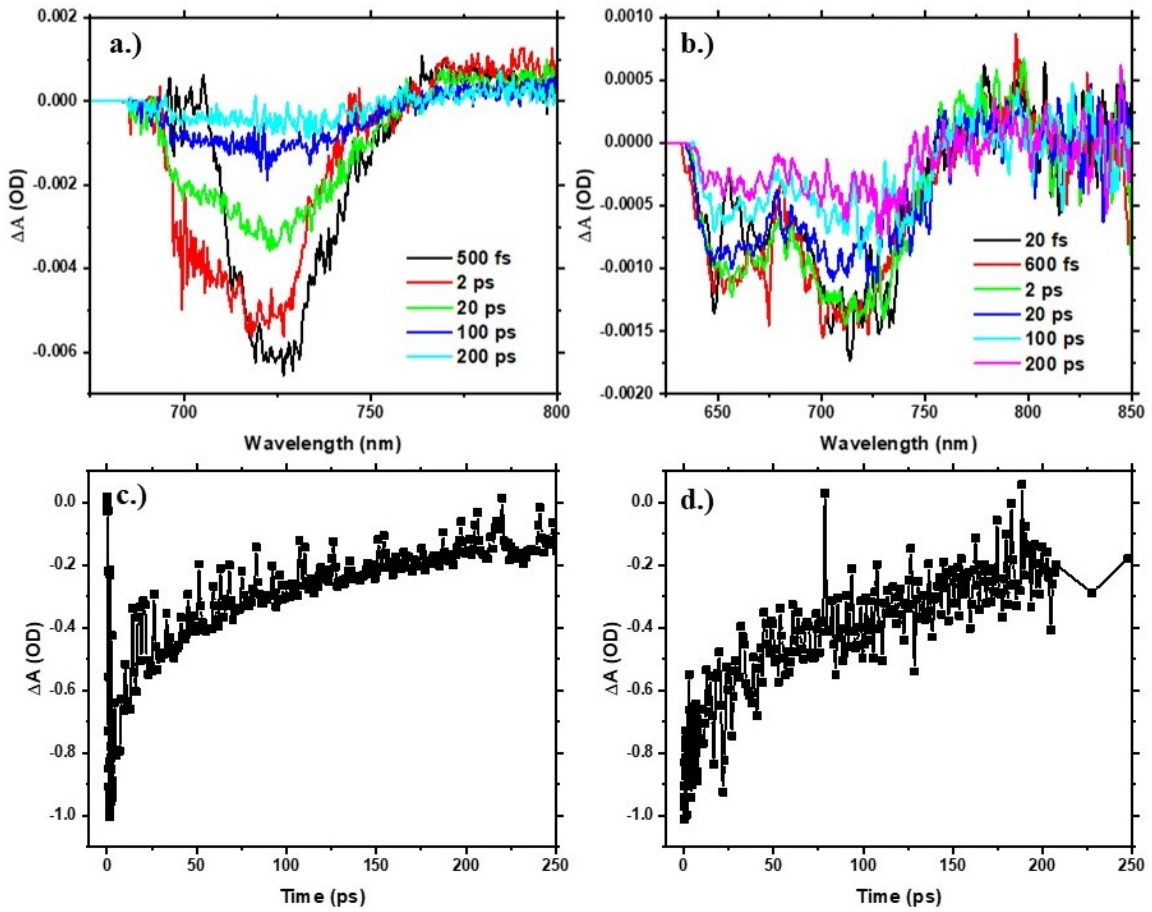 a.)
0.002
0.000
-0.002
-0.004
-0.006
ΔA (OD)
500 fs
2 ps
20 ps
100 ps
200 ps
700
750
800
Wavelength (nm)
b.)
0.0010
0.0005
0.0000
-0.0005
-0.0010
-0.0015
-0.0020
ΔA (OD)
20 fs
600 fs
2 ps
20 ps
100 ps
200 ps
650
700
750
800
850
Wavelength (nm)
c.)
0.0
-0.2
-0.4
-0.6
-0.8
-1.0
ΔA (OD)
0
50
100
150
200
250
Time (ps)
d.)
0.0
-0.2
-0.4
-0.6
-0.8
-1.0
ΔA (OD)
0
50
100
150
200
250
Time (ps)